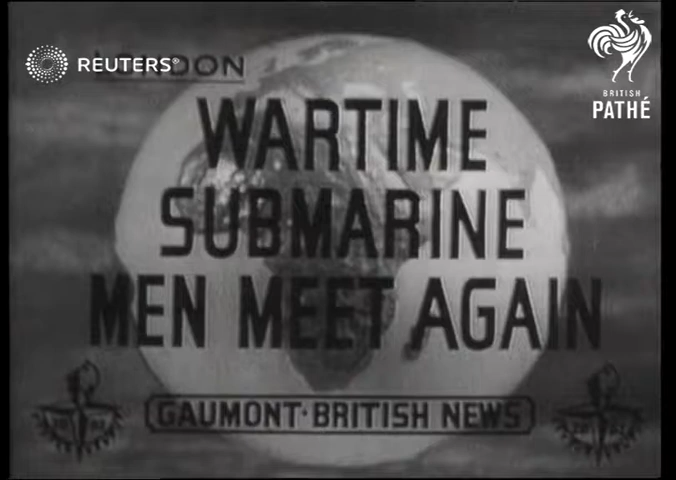 LONDON
REUTERS®
WARTIME
SUBMARINE
MEN MEET AGAIN
GAUMONT·BRITISH NEWS
BRITISH
PATHÉ